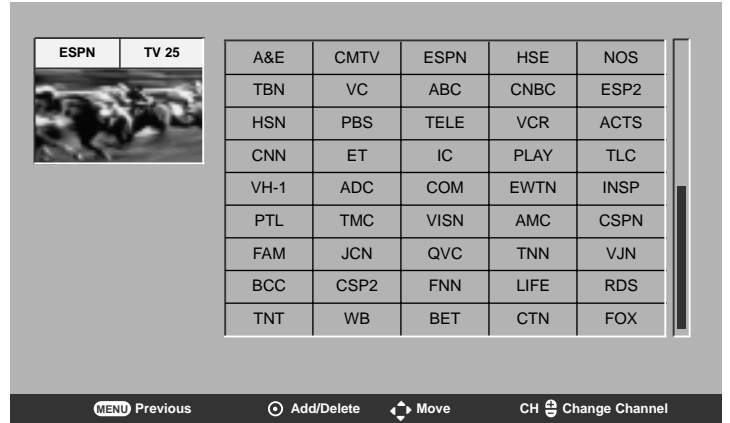 ESPN TV 25
A&E CMTV ESPN HSE NOS
TBN VC ABC CNBC ESP2
HSN PBS TELE VCR ACTS
CNN ET IC PLAY TLC
VH-1 ADC COM EWTN INSP
PTL TMC VISN AMC CSPN
FAM JCN QVC TNN VJN
BCC CSP2 FNN LIFE RDS
TNT WB BET CTN FOX
MENU Previous Add/Delete Move CH Change Channel